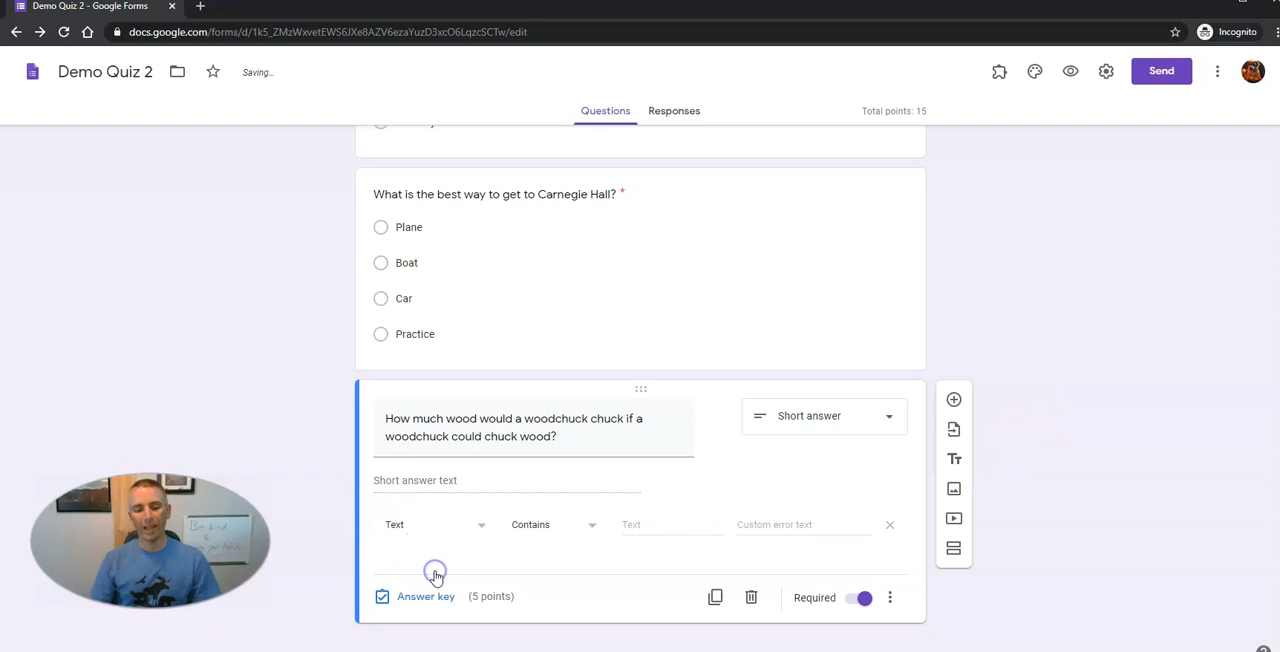 Demo Quiz 2 - Google Forms
docs.google.com/forms/d/1k5_ZMzWxvetEWS6JXe8AZV6ezaYuzD3xcO6LqzcSCTw/edit
Incognito
Demo Quiz 2
Saving...
Send
Questions
Responses
Total points: 15
What is the best way to get to Carnegie Hall? *
Plane
Boat
Car
Practice
How much wood would a woodchuck chuck if a
woodchuck could chuck wood?
Short answer
Short answer text
Text
Contains
Text
Custom error text
Answer key
(5 points)
Required
Be kind